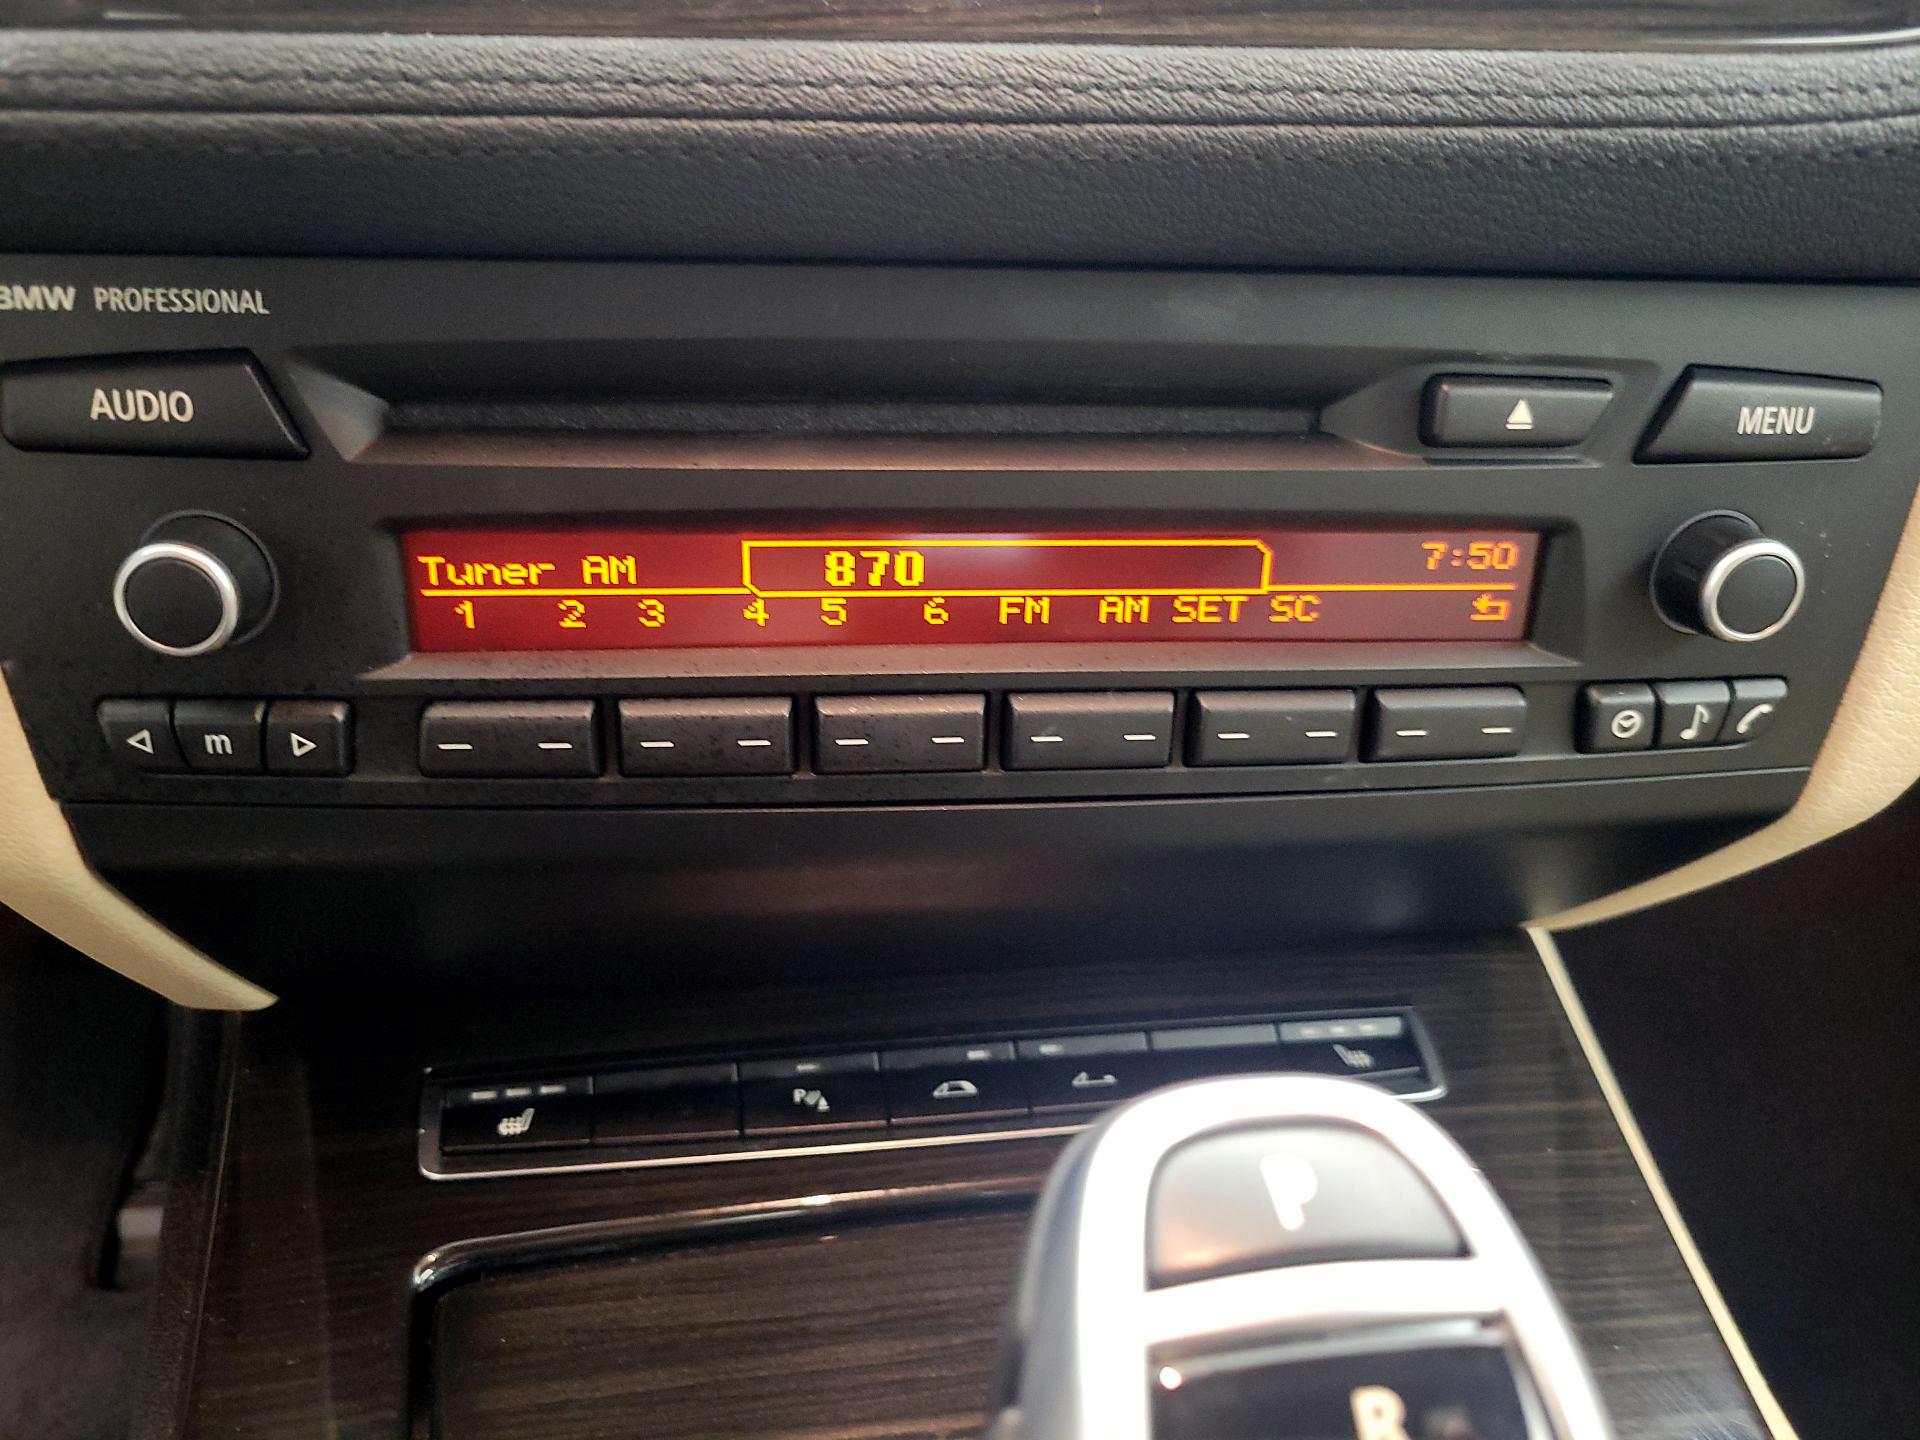 BMW PROFESSIONAL
AUDIO
MENU
Tuner AM 870 7:50
1 2 3 4 5 6 FM AM SET SC
m
P
P
R